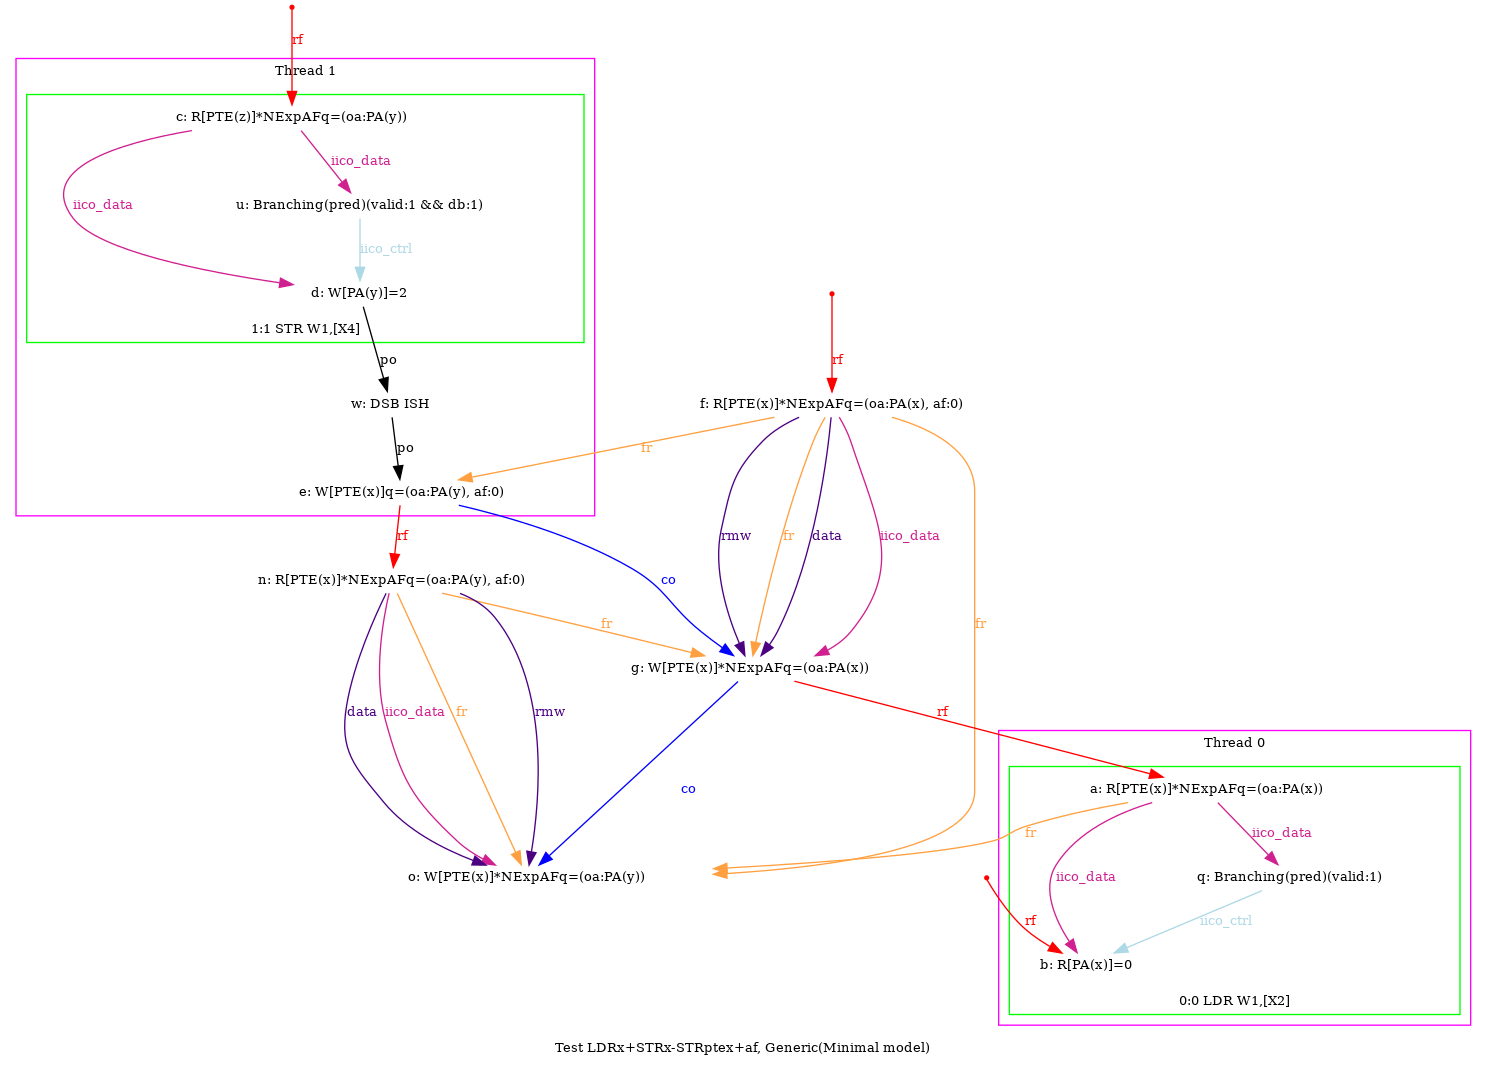 rf
Thread 1
c: R[PTE(z)]*NExpAFq=(oa:PA(y))
iico_data
iico_data
u: Branching(pred)(valid:1 && db:1)
iico_ctrl
d: W[PA(y)]=2
1:1 STR W1,[X4]
po
rf
w: DSB ISH
f: R[PTE(x)]*NExpAFq=(oa:PA(x), af:0)
po
fr
e: W[PTE(x)]q=(oa:PA(y), af:0)
rf
rmw
fr
data
iico_data
n: R[PTE(x)]*NExpAFq=(oa:PA(y), af:0)
co
fr
fr
g: W[PTE(x)]*NExpAFq=(oa:PA(x))
data
iico_data
fr
rmw
rf
Thread 0
co
a: R[PTE(x)]*NExpAFq=(oa:PA(x))
fr
iico_data
o: W[PTE(x)]*NExpAFq=(oa:PA(y))
iico_data
q: Branching(pred)(valid:1)
rf
iico_ctrl
b: R[PA(x)]=0
0:0 LDR W1,[X2]
Test LDRx+STRx-STRptex+af, Generic(Minimal model)